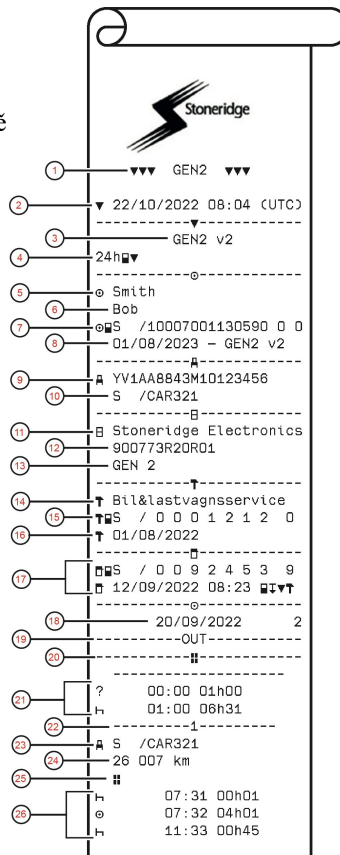 ě
Stoneridge
1 ▼▼▼ GEN2 ▼▼▼
2 ▼ 22/10/2022 08:04 (UTC)
3 GEN2 v2
4 24h▼
5 Smith
6 Bob
7 S /10007001130590 0 0
8 01/08/2023 - GEN2 v2
9 A YV1AA8843M10123456
10 S /CAR321
11 Stoneridge Electronics
12 900773R20R01
13 GEN 2
14 Bil&lastvagnsservice
15 S / 0 0 0 1 2 1 2 0
16 01/08/2022
17 S / 0 0 9 2 4 5 3 9
12/09/2022 08:23
18 20/09/2022 2
19 OUT
20
21 ? 00:00 01h00
01:00 06h31
22 1
23 A S /CAR321
24 26 007 km
25
26 07:31 00h01
07:32 04h01
11:33 00h45